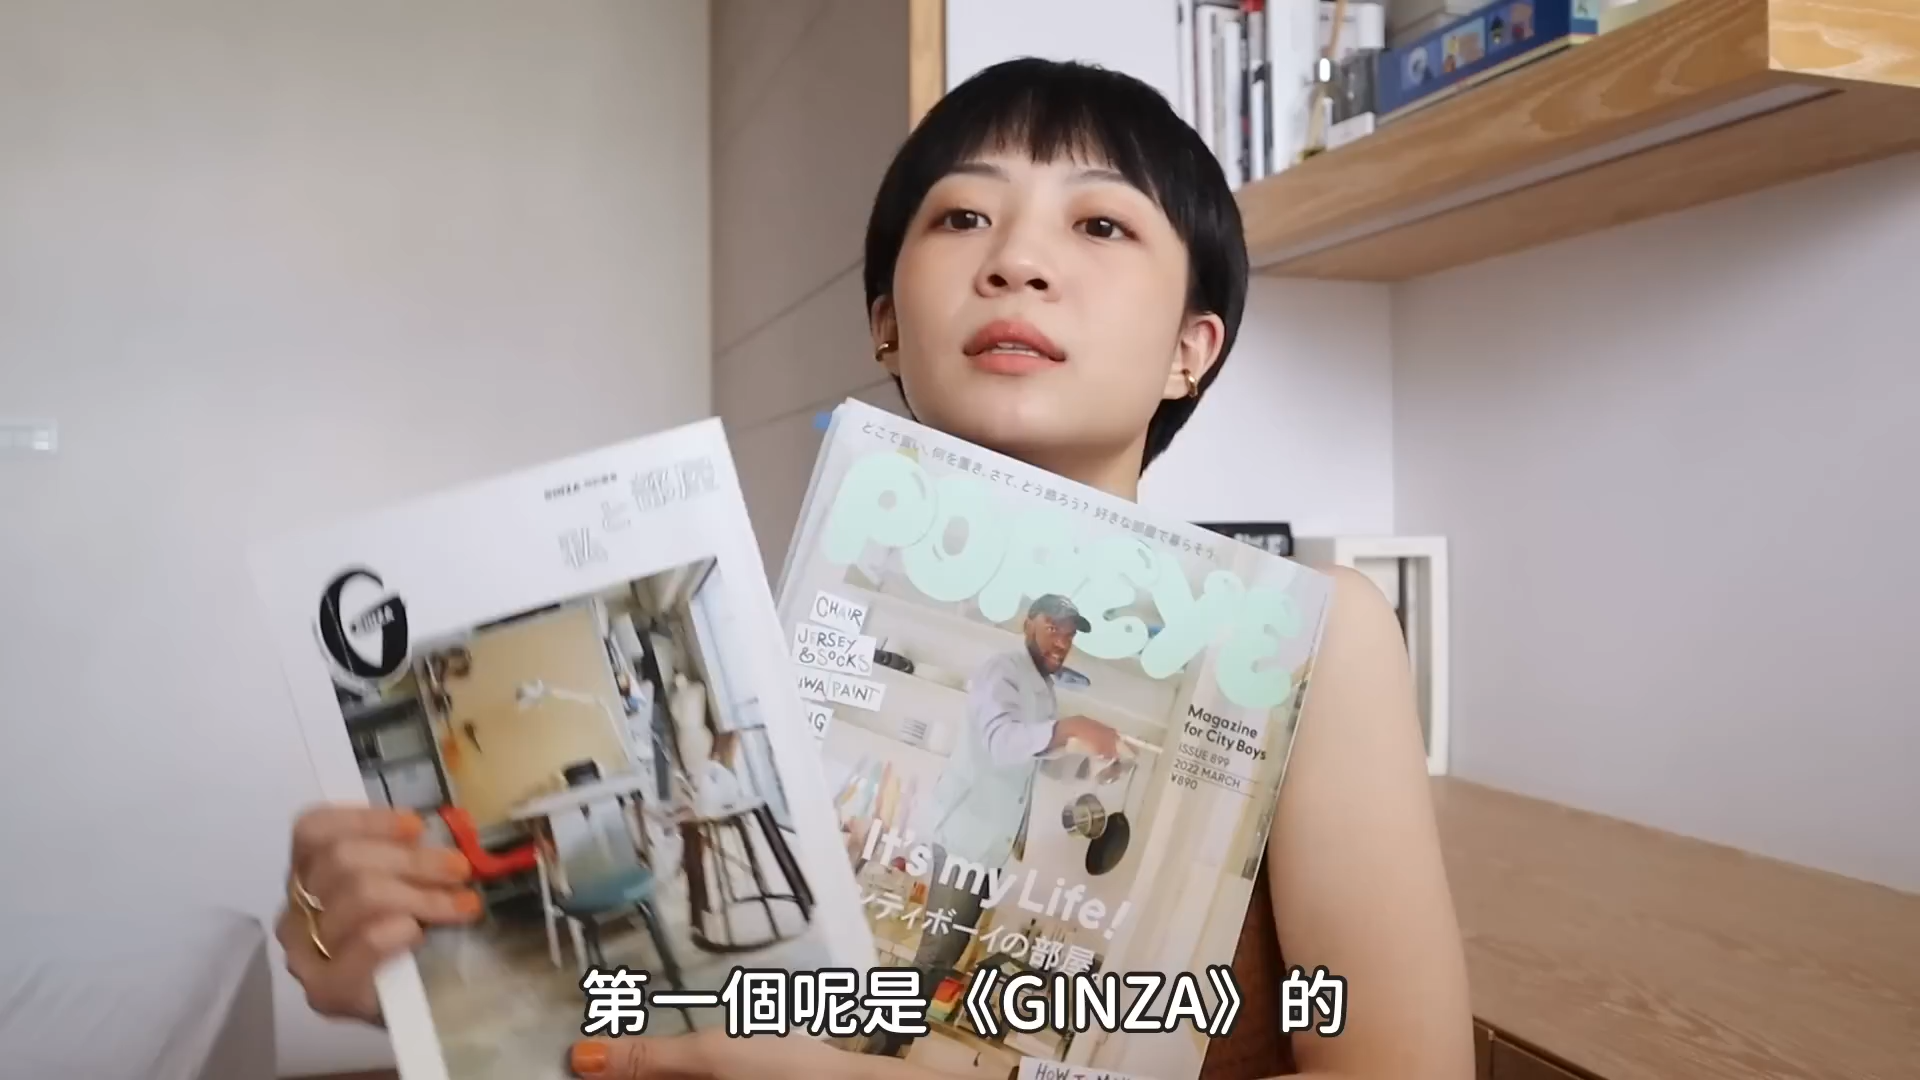 GINZA
私と部屋
どこで買い、何を置き、さて、どう飾ろう? 好きな部屋で暮らそう。
POPEYE
CHAIR
JERSEY
& SOCKS
PAINT
Magazine
for City Boys
ISSUE 899
2022 MARCH
¥890
It's my Life!
ティボーイの部屋。
第一個呢是《GINZA》的